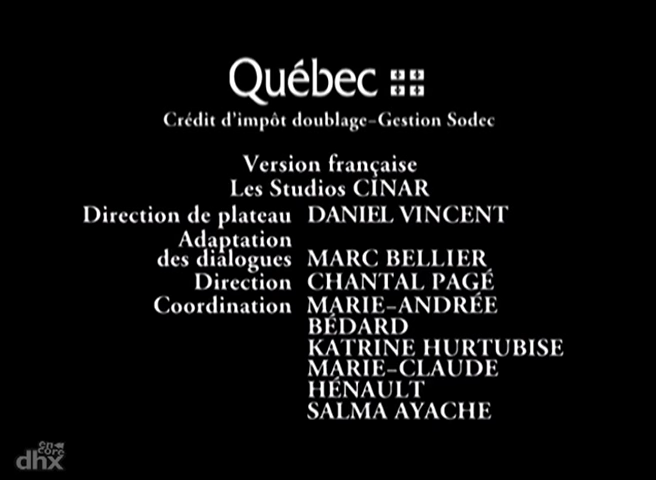 Québec
Crédit d'impôt doublage-Gestion Sodec
Version française
Les Studios CINAR
Direction de plateau DANIEL VINCENT
Adaptation
des dialogues MARC BELLIER
Direction CHANTAL PAGÉ
Coordination MARIE-ANDRÉE
BÉDARD
KATRINE HURTUBISE
MARIE-CLAUDE
HÉNAULT
SALMA AYACHE
encore
dhx